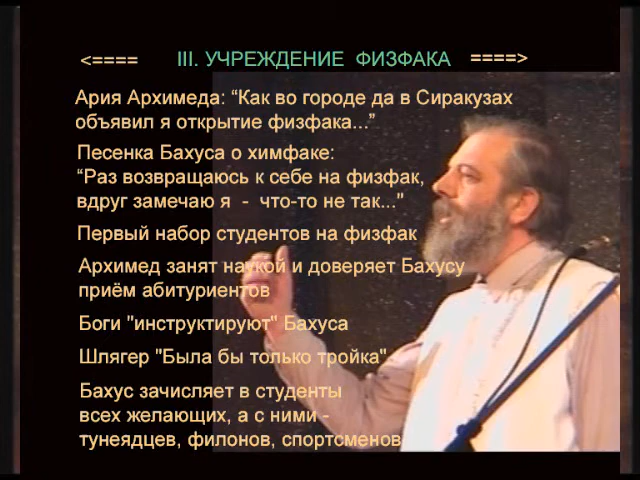 <==== III. УЧРЕЖДЕНИЕ ФИЗФАКА ====>
Ария Архимеда: “Как во городе да в Сиракузах
объявил я открытие физфака...”
Песенка Бахуса о химфаке:
“Раз возвращаюсь к себе на физфак,
вдруг замечаю я - что-то не так..."
Первый набор студентов на физфак
Архимед занят наукой и доверяет Бахусу
приём абитуриентов
Боги "инструктируют" Бахуса
Шлягер "Была бы только тройка"
Бахус зачисляет в студенты
всех желающих, а с ними -
тунеядцев, филонов, спортсменов